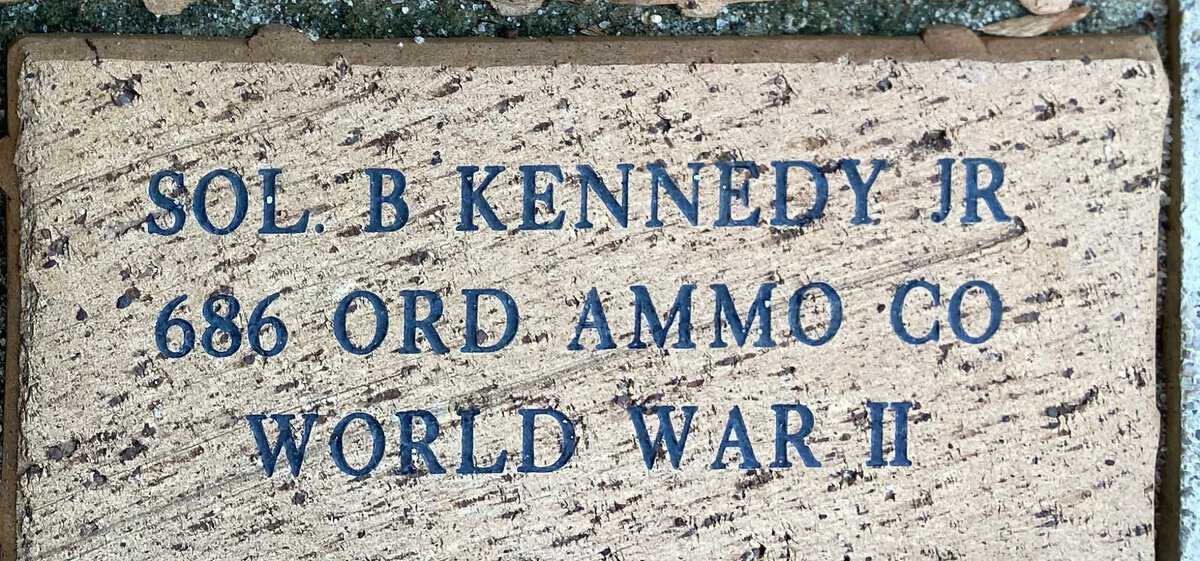 SOL. B KENNEDY JR
686 ORD AMMO CO
WORLD WAR II